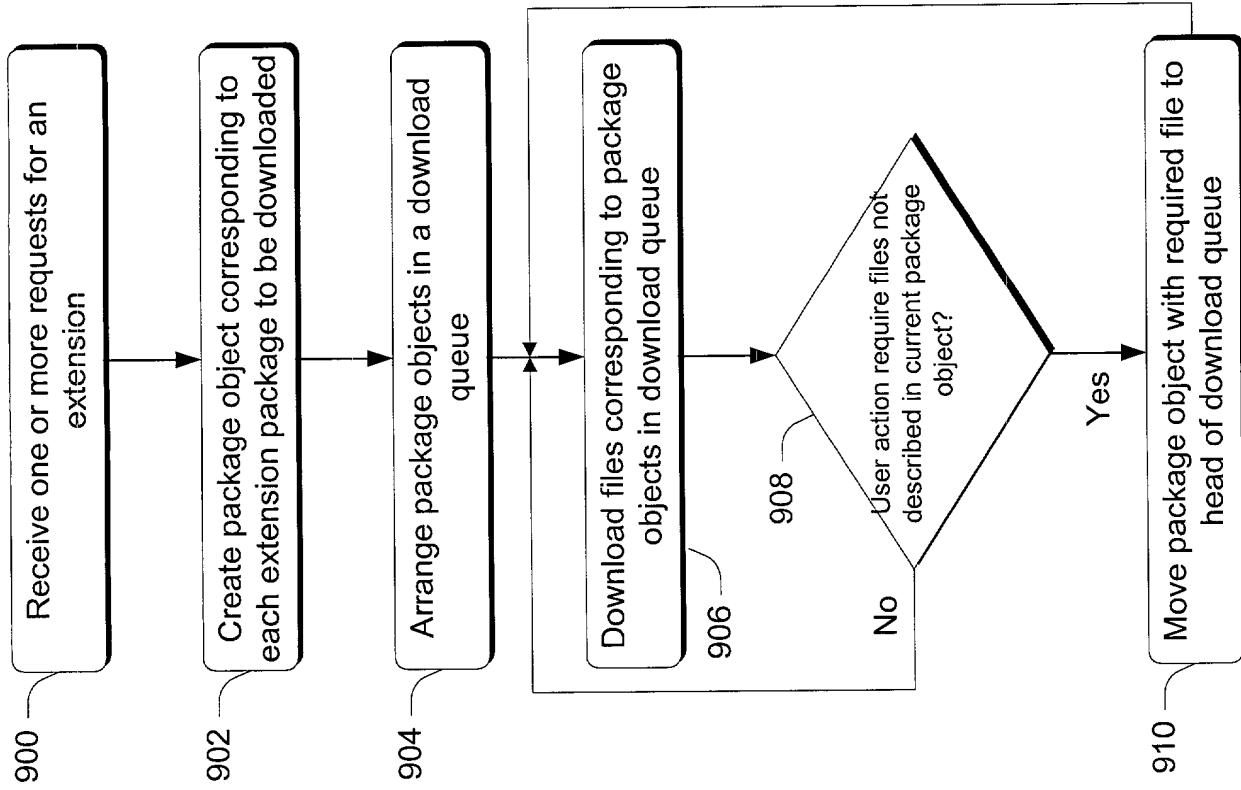 900
Receive one or more requests for an
extension
902
Create package object corresponding to
each extension package to be downloaded
904
Arrange package objects in a download
queue
Download files corresponding to package
objects in download queue
906
908
User action require files not
described in current package
object?
No
Yes
910
Move package object with required file to
head of download queue